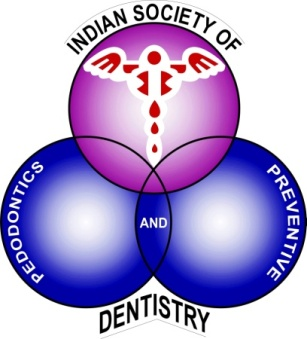 INDIAN SOCIETY OF
PEDODONTICS
AND
PREVENTIVE
DENTISTRY